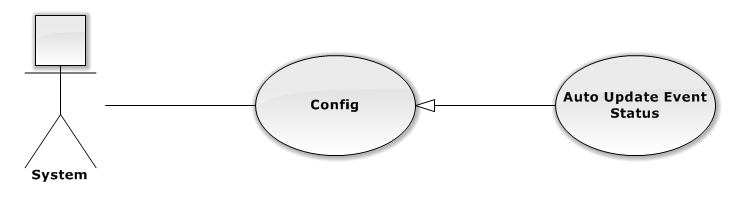 System
Config
Auto Update Event
Status